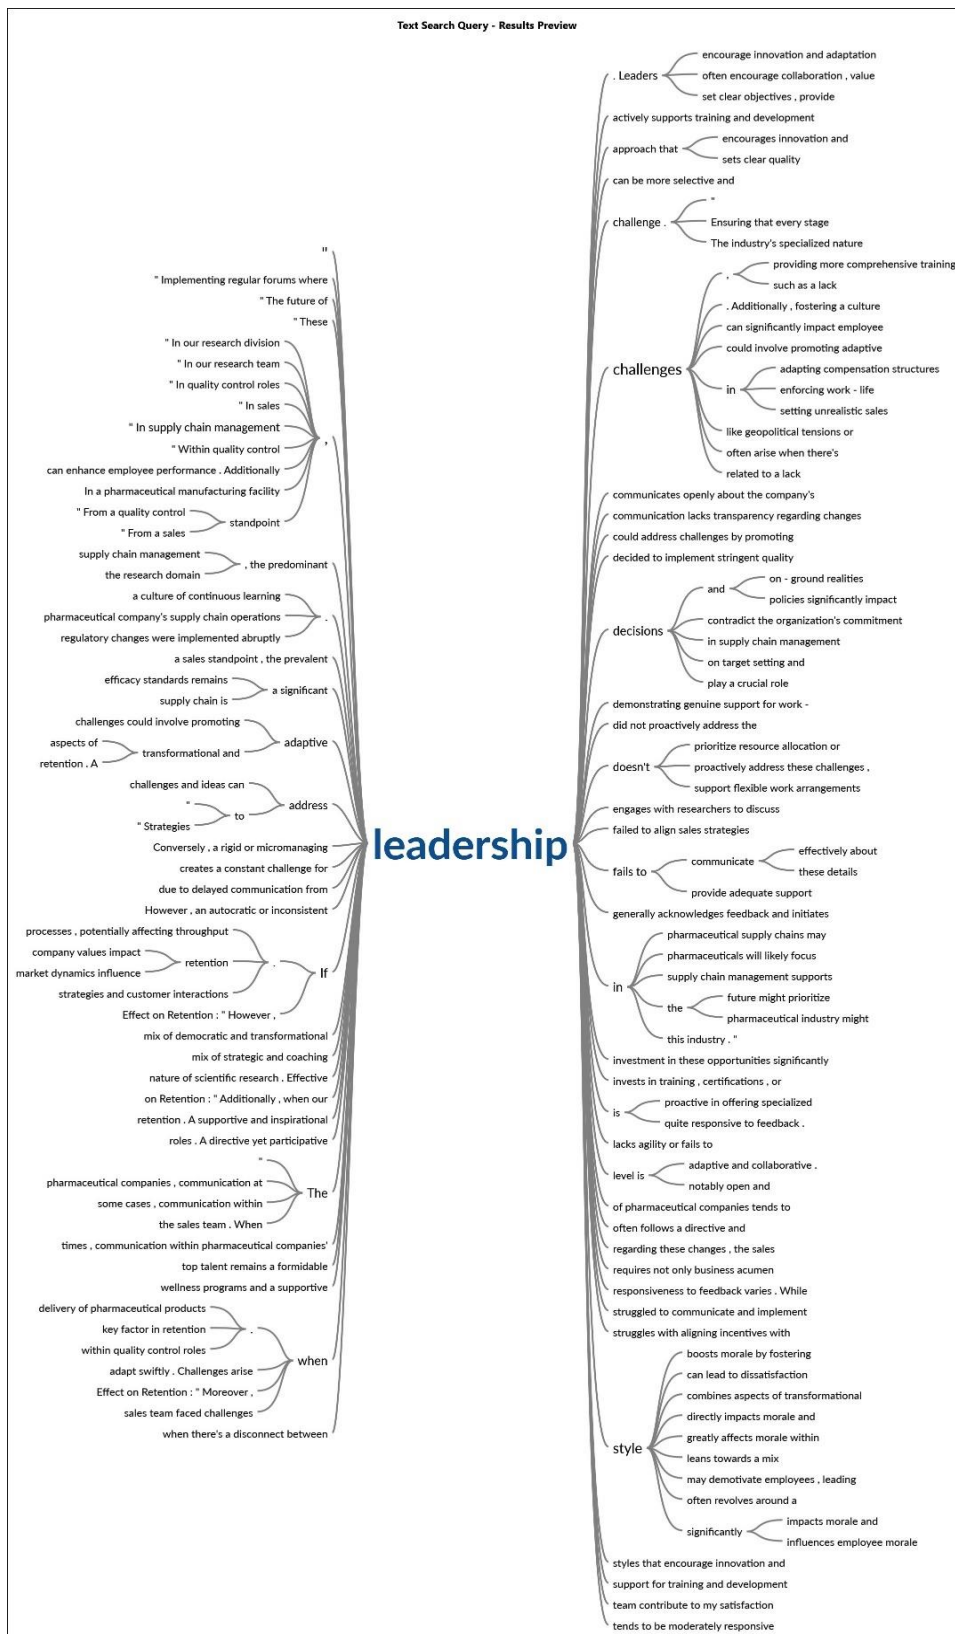 Text Search Query - Results Preview
"
" Implementing regular forums where
" The future of
" These
" In our research division
" In our research team
" In quality control roles
" In sales
" In supply chain management
" Within quality control
can enhance employee performance . Additionally
In a pharmaceutical manufacturing facility
" From a quality control
" From a sales
standpoint
,
supply chain management
the research domain
, the predominant
a culture of continuous learning
pharmaceutical company's supply chain operations
regulatory changes were implemented abruptly
.
a sales standpoint , the prevalent
efficacy standards remains
supply chain is
a significant
challenges could involve promoting
aspects of
retention . A
transformational and
adaptive
challenges and ideas can
"
" Strategies
to
address
Conversely , a rigid or micromanaging
creates a constant challenge for
due to delayed communication from
However , an autocratic or inconsistent
processes , potentially affecting throughput
company values impact
market dynamics influence
retention
strategies and customer interactions
.
Effect on Retention : " However ,
If
mix of democratic and transformational
mix of strategic and coaching
nature of scientific research . Effective
on Retention : " Additionally , when our
retention . A supportive and inspirational
roles . A directive yet participative
"
pharmaceutical companies , communication at
some cases , communication within
the sales team . When
The
times , communication within pharmaceutical companies'
top talent remains a formidable
wellness programs and a supportive
delivery of pharmaceutical products
key factor in retention
within quality control roles
.
adapt swiftly . Challenges arise
Effect on Retention : " Moreover ,
sales team faced challenges
when
when there's a disconnect between
leadership
. Leaders
encourage innovation and adaptation
often encourage collaboration , value
set clear objectives , provide
actively supports training and development
approach that
encourages innovation and
sets clear quality
can be more selective and
challenge .
"
Ensuring that every stage
The industry's specialized nature
challenges
,
providing more comprehensive training
such as a lack
. Additionally , fostering a culture
can significantly impact employee
could involve promoting adaptive
in
adapting compensation structures
enforcing work - life
setting unrealistic sales
like geopolitical tensions or
often arise when there's
related to a lack
communicates openly about the company's
communication lacks transparency regarding changes
could address challenges by promoting
decided to implement stringent quality
decisions
and
on - ground realities
policies significantly impact
contradict the organization's commitment
in supply chain management
on target setting and
play a crucial role
demonstrating genuine support for work -
did not proactively address the
doesn't
prioritize resource allocation or
proactively address these challenges ,
support flexible work arrangements
engages with researchers to discuss
failed to align sales strategies
fails to
communicate
effectively about
these details
provide adequate support
generally acknowledges feedback and initiates
in
pharmaceutical supply chains may
pharmaceuticals will likely focus
supply chain management supports
the
future might prioritize
pharmaceutical industry might
this industry . "
investment in these opportunities significantly
invests in training , certifications , or
is
proactive in offering specialized
quite responsive to feedback .
lacks agility or fails to
level is
adaptive and collaborative .
notably open and
of pharmaceutical companies tends to
often follows a directive and
regarding these changes , the sales
requires not only business acumen
responsiveness to feedback varies . While
struggled to communicate and implement
struggles with aligning incentives with
style
boosts morale by fostering
can lead to dissatisfaction
combines aspects of transformational
directly impacts morale and
greatly affects morale within
leans towards a mix
may demotivate employees , leading
often revolves around a
significantly
impacts morale and
influences employee morale
styles that encourage innovation and
support for training and development
team contribute to my satisfaction
tends to be moderately responsive